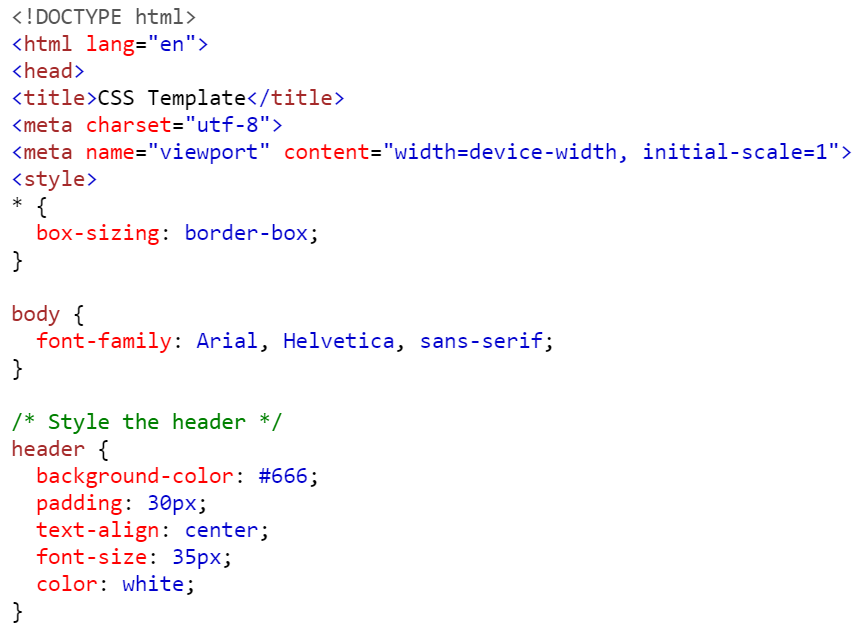 <!DOCTYPE html>
<html lang="en">
<head>
<title>CSS Template</title>
<meta charset="utf-8">
<meta name="viewport" content="width=device-width, initial-scale=1">
<style>
* {
  box-sizing: border-box;
}

body {
  font-family: Arial, Helvetica, sans-serif;
}

/* Style the header */
header {
  background-color: #666;
  padding: 30px;
  text-align: center;
  font-size: 35px;
  color: white;
}